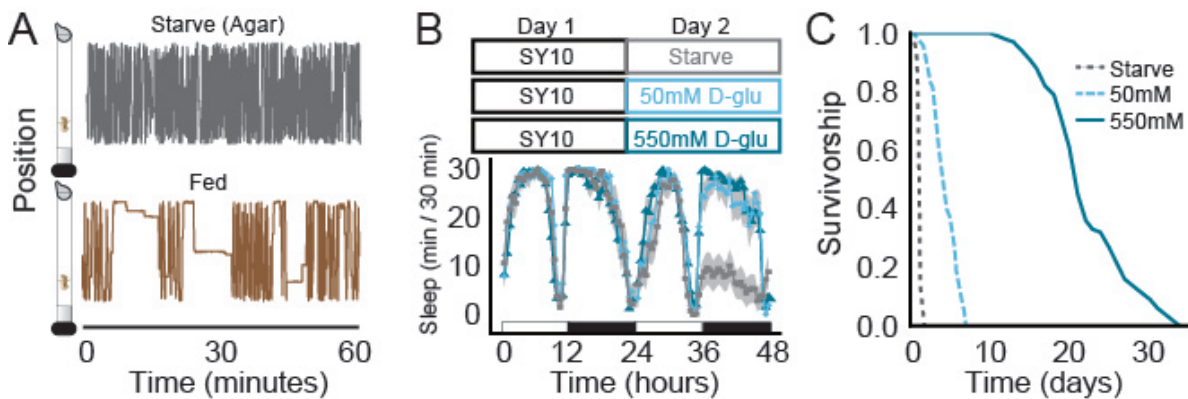 A
Starve (Agar)
Position
Fed
0
30
60
Time (minutes)
B
Day 1
Day 2
SY10
Starve
SY10
50mM D-glu
SY10
550mM D-glu
Sleep (min / 30 min)
30
20
10
0
0
12
24
36
48
Time (hours)
C
Survivorship
1.0
0.8
0.6
0.4
0.2
0.0
Starve
50mM
550mM
0
10
20
30
Time (days)